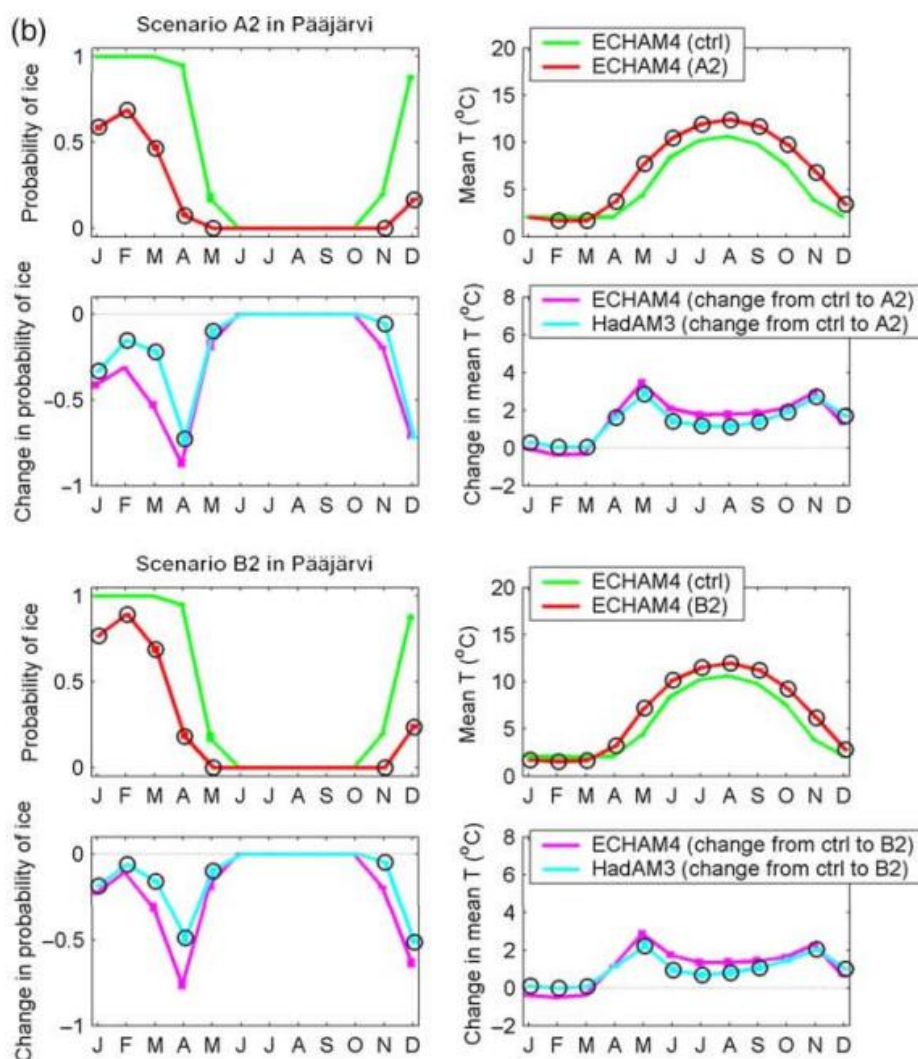 (b)
Scenario A2 in Pääjärvi
Probability of ice
1
0.5
0
J F M A M J J A S O N D
ECHAM4 (ctrl)
ECHAM4 (A2)
Mean T (°C)
20
15
10
5
0
J F M A M J J A S O N D
Change in probability of ice
0
−0.5
−1
J F M A M J J A S O N D
ECHAM4 (change from ctrl to A2)
HadAM3 (change from ctrl to A2)
Change in mean T (°C)
8
6
4
2
0
−2
J F M A M J J A S O N D
Scenario B2 in Pääjärvi
Probability of ice
1
0.5
0
J F M A M J J A S O N D
ECHAM4 (ctrl)
ECHAM4 (B2)
Mean T (°C)
20
15
10
5
0
J F M A M J J A S O N D
Change in probability of ice
0
−0.5
−1
J F M A M J J A S O N D
ECHAM4 (change from ctrl to B2)
HadAM3 (change from ctrl to B2)
Change in mean T (°C)
8
6
4
2
0
−2
J F M A M J J A S O N D